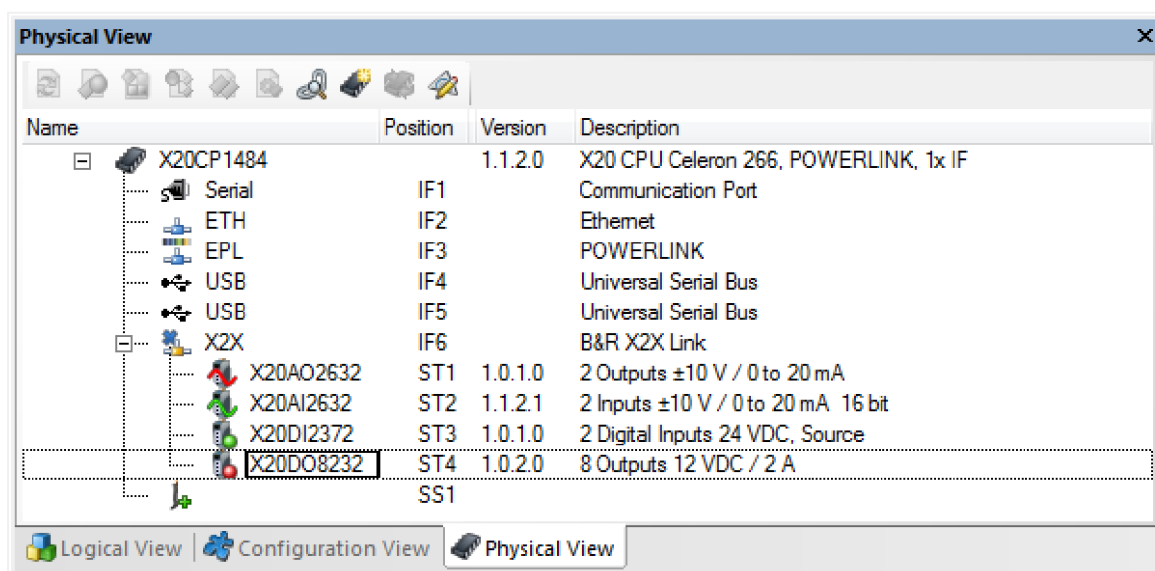 Physical View
Name Position Version Description
X20CP1484 1.1.2.0 X20 CPU Celeron 266, POWERLINK, 1x IF
Serial IF1 Communication Port
ETH IF2 Ethernet
EPL IF3 POWERLINK
USB IF4 Universal Serial Bus
USB IF5 Universal Serial Bus
X2X IF6 B&R X2X Link
X20AO2632 ST1 1.0.1.0 2 Outputs ±10 V / 0 to 20 mA
X20AI2632 ST2 1.1.2.1 2 Inputs ±10 V / 0 to 20 mA 16 bit
X20DI2372 ST3 1.0.1.0 2 Digital Inputs 24 VDC, Source
X20DO8232 ST4 1.0.2.0 8 Outputs 12 VDC / 2 A
SS1
Logical View Configuration View Physical View